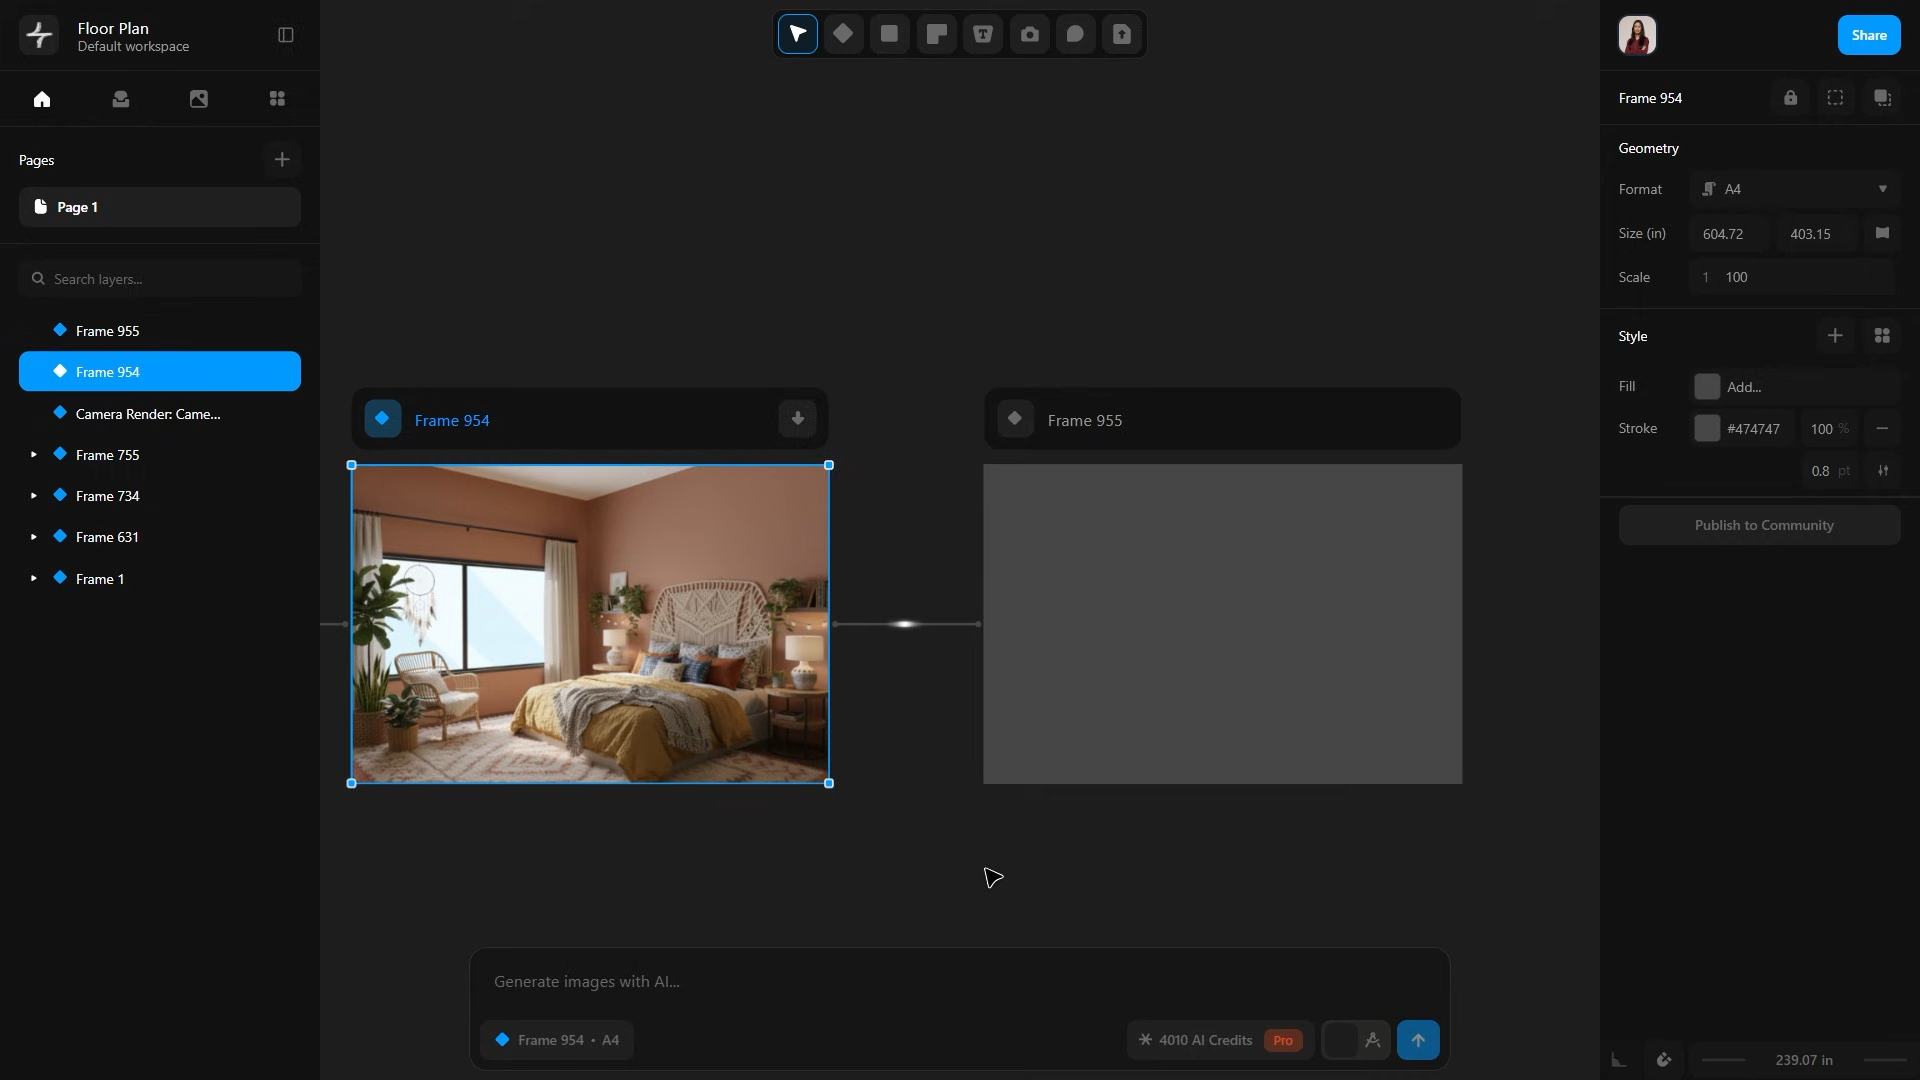 Floor Plan
Default workspace
Share
Pages
Page 1
Search layers...
Frame 955
Frame 954
Camera Render: Came...
Frame 755
Frame 734
Frame 631
Frame 1
Frame 954
Frame 955
Generate images with AI...
Frame 954 • A4
4010 AI Credits Pro
Frame 954
Geometry
Format A4
Size (in) 604.72 403.15
Scale 1 100
Style
Fill Add...
Stroke #474747 100 %
0.8 pt
Publish to Community
239.07 in